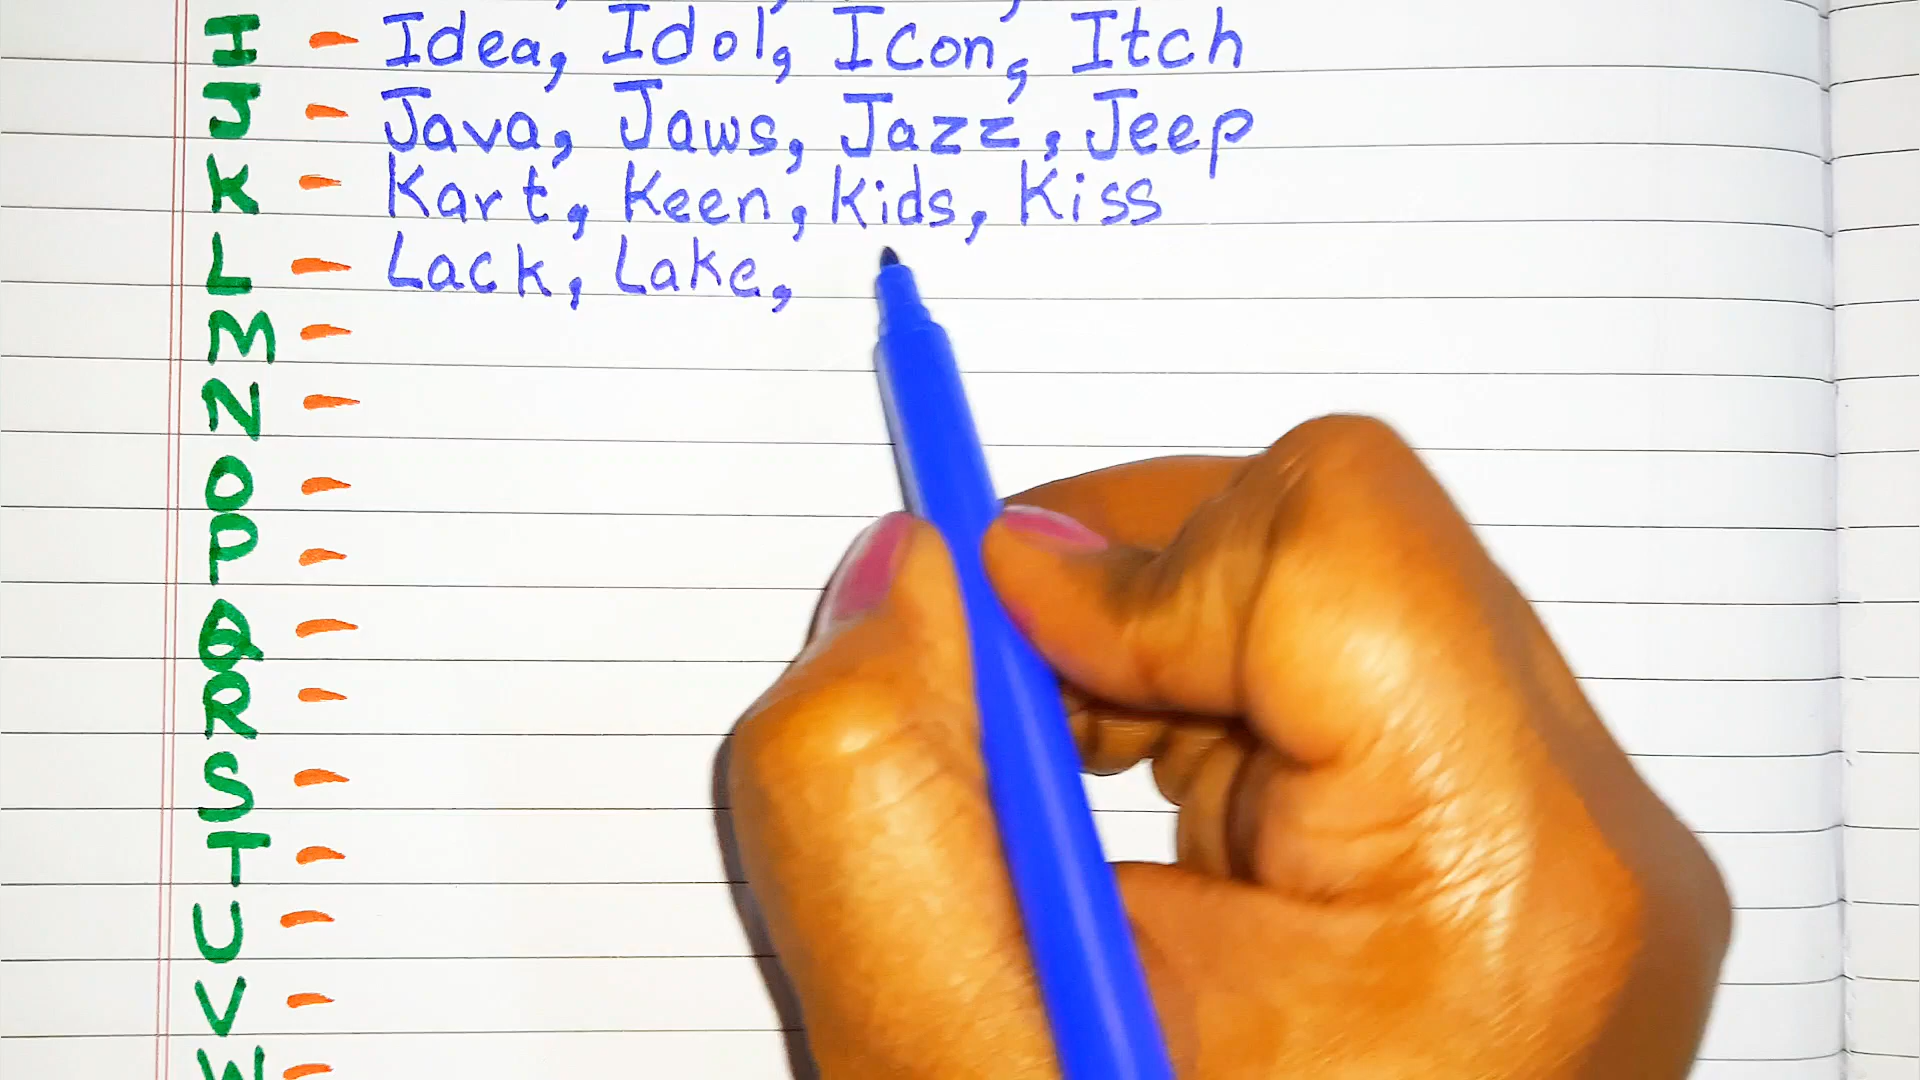 I - Idea, Idol, Icon, Itch
J - Java, Jaws, Jazz, Jeep
K - Kart, Keen, Kids, Kiss
L - Lack, Lake,
M -
N -
O -
P -
Q -
R -
S -
T -
U -
V -
W -